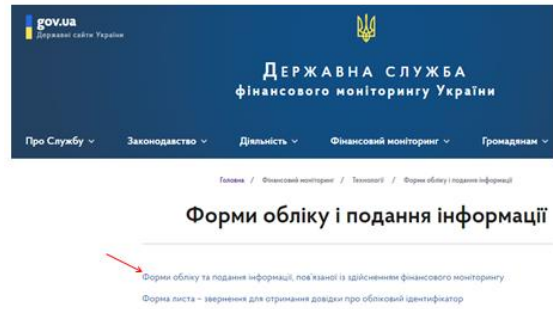 gov.ua
Державні сайти України
ДЕРЖАВНА СЛУЖБА
фінансового моніторингу України
Про Службу
Законодавство
Діяльність
Фінансовий моніторинг
Громадянам
Головна / Фінансовий моніторинг / Технології / Форми обліку і подання інформації
Форми обліку і подання інформації
Форми обліку та подання інформації, пов'язаної із здійсненням фінансового моніторингу
Форма листа – звернення для отримання довідки про обліковий ідентифікатор